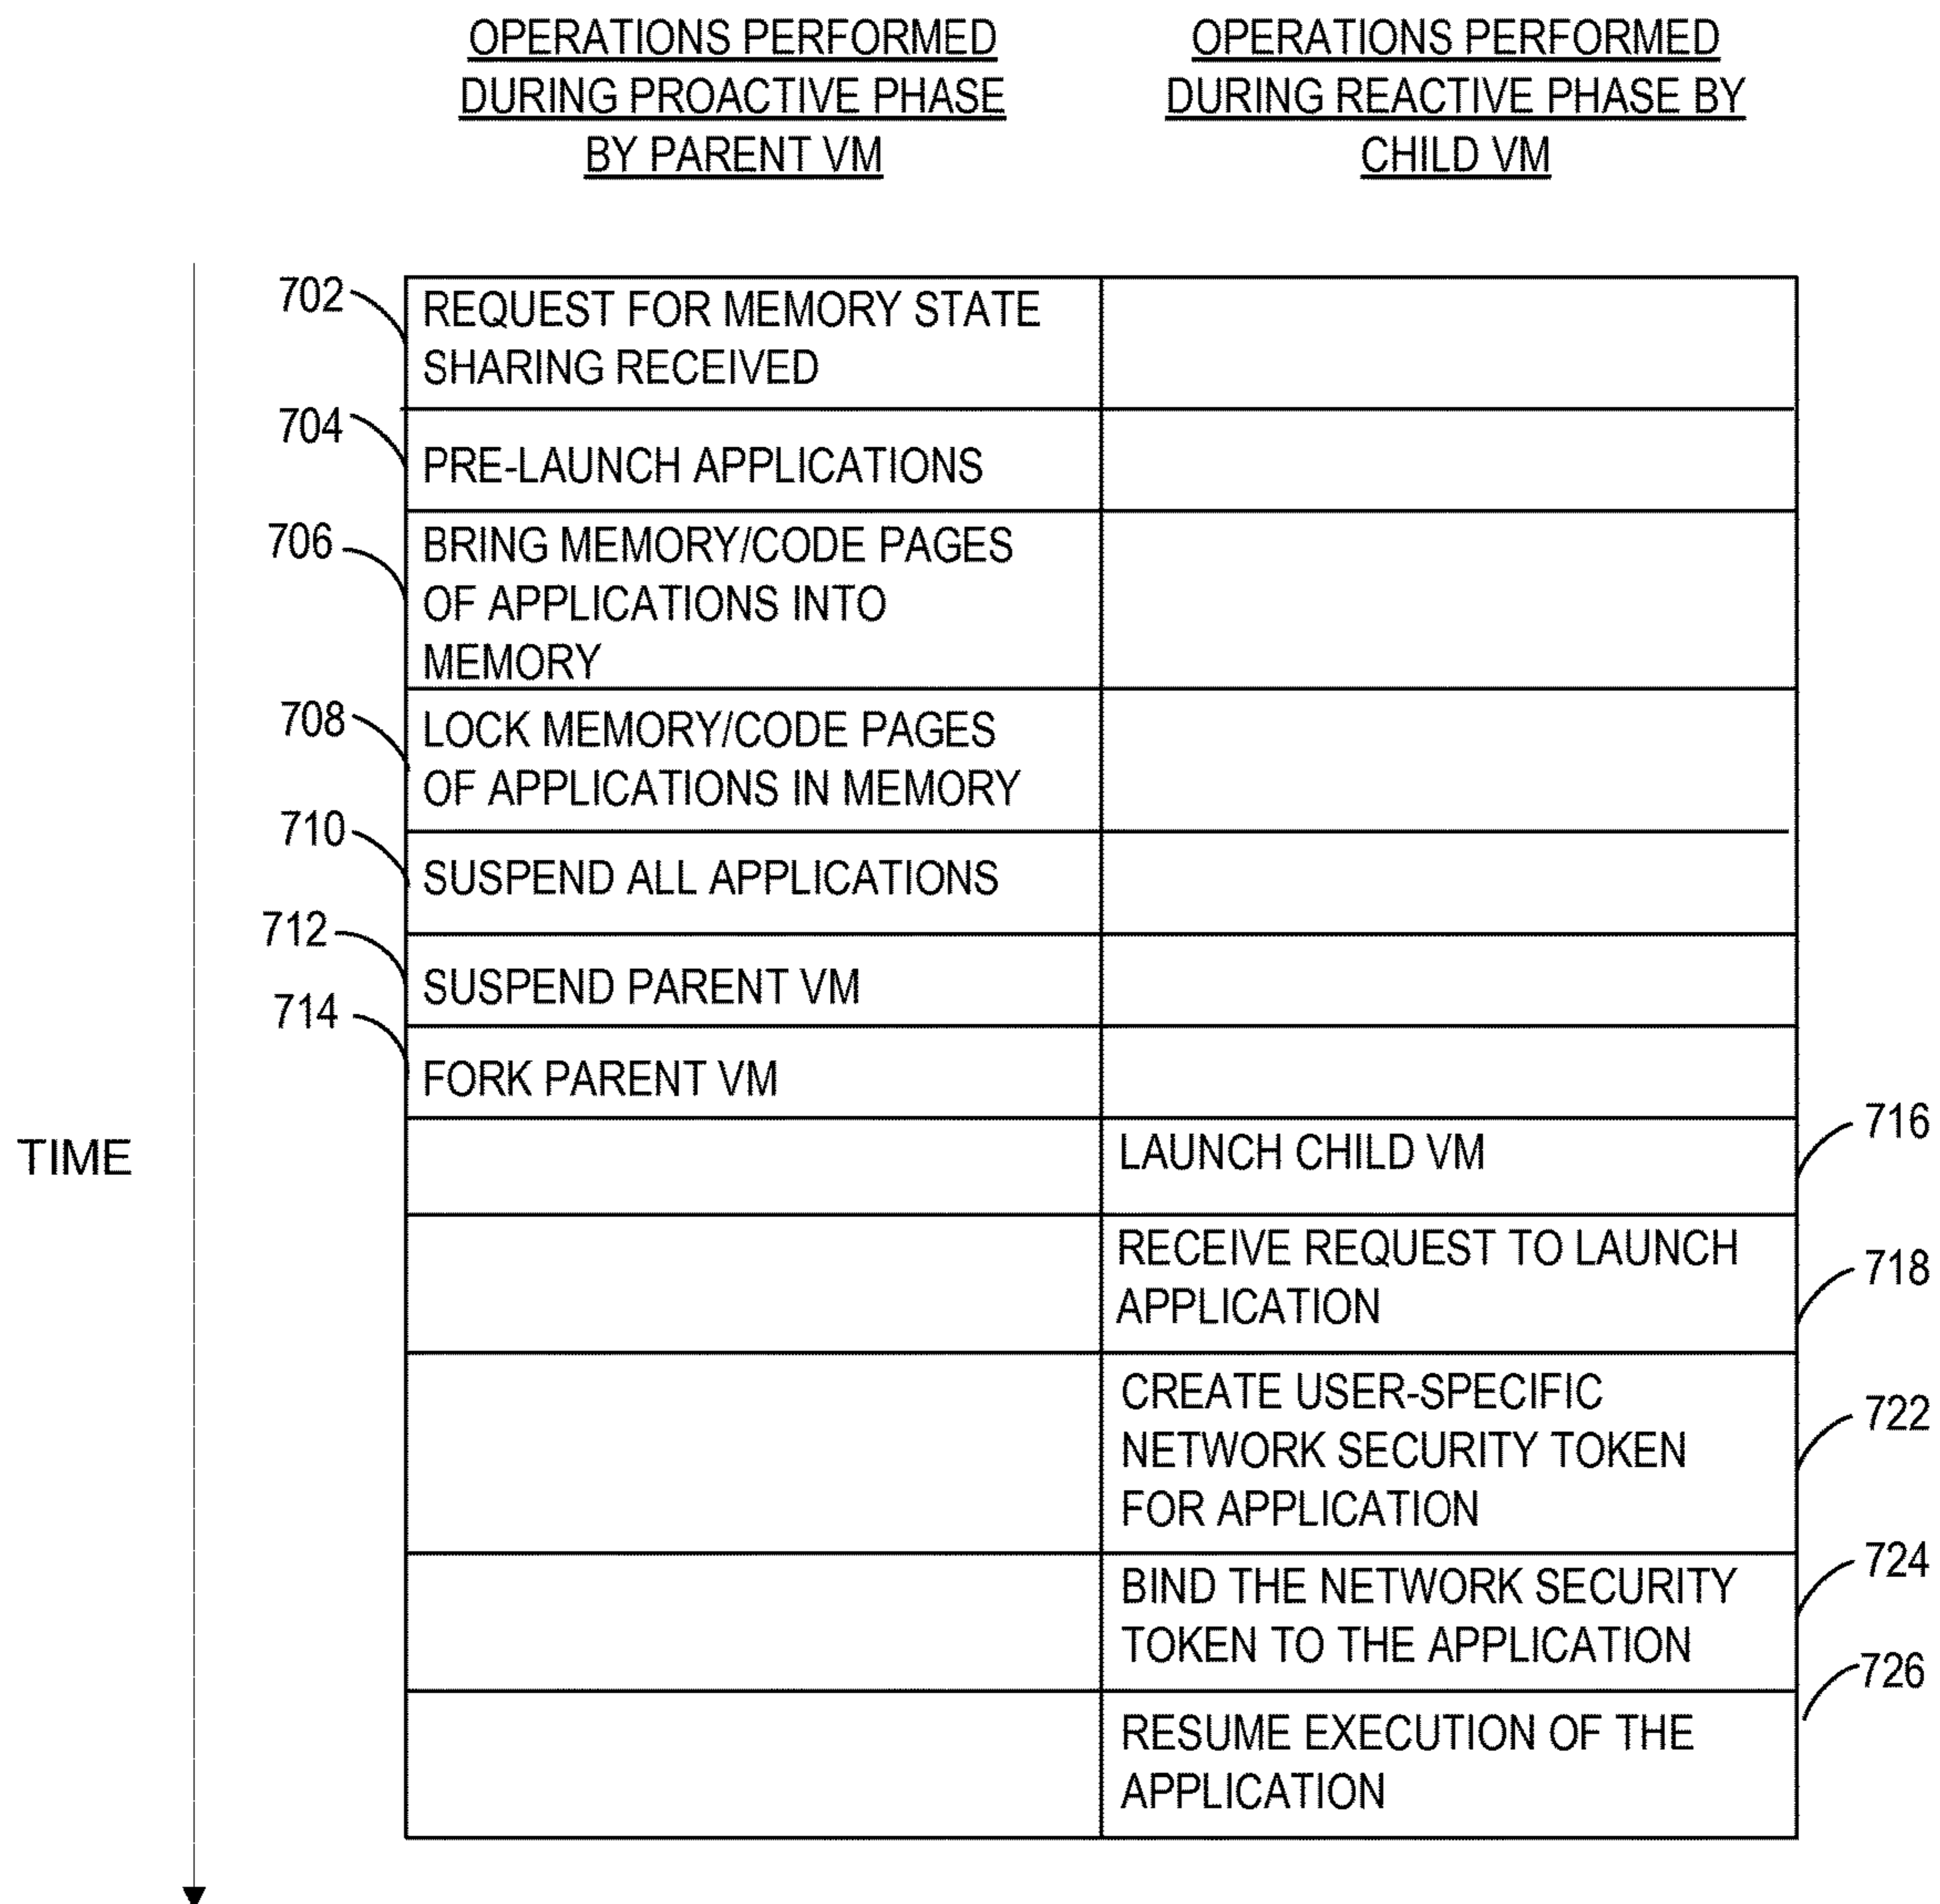 OPERATIONS PERFORMED
DURING PROACTIVE PHASE
BY PARENT VM
OPERATIONS PERFORMED
DURING REACTIVE PHASE BY
CHILD VM
702
REQUEST FOR MEMORY STATE
SHARING RECEIVED
704
PRE-LAUNCH APPLICATIONS
706
BRING MEMORY/CODE PAGES
OF APPLICATIONS INTO
MEMORY
708
LOCK MEMORY/CODE PAGES
OF APPLICATIONS IN MEMORY
710
SUSPEND ALL APPLICATIONS
712
SUSPEND PARENT VM
714
FORK PARENT VM
TIME
LAUNCH CHILD VM
716
RECEIVE REQUEST TO LAUNCH
APPLICATION
718
CREATE USER-SPECIFIC
NETWORK SECURITY TOKEN
FOR APPLICATION
722
BIND THE NETWORK SECURITY
TOKEN TO THE APPLICATION
724
RESUME EXECUTION OF THE
APPLICATION
726